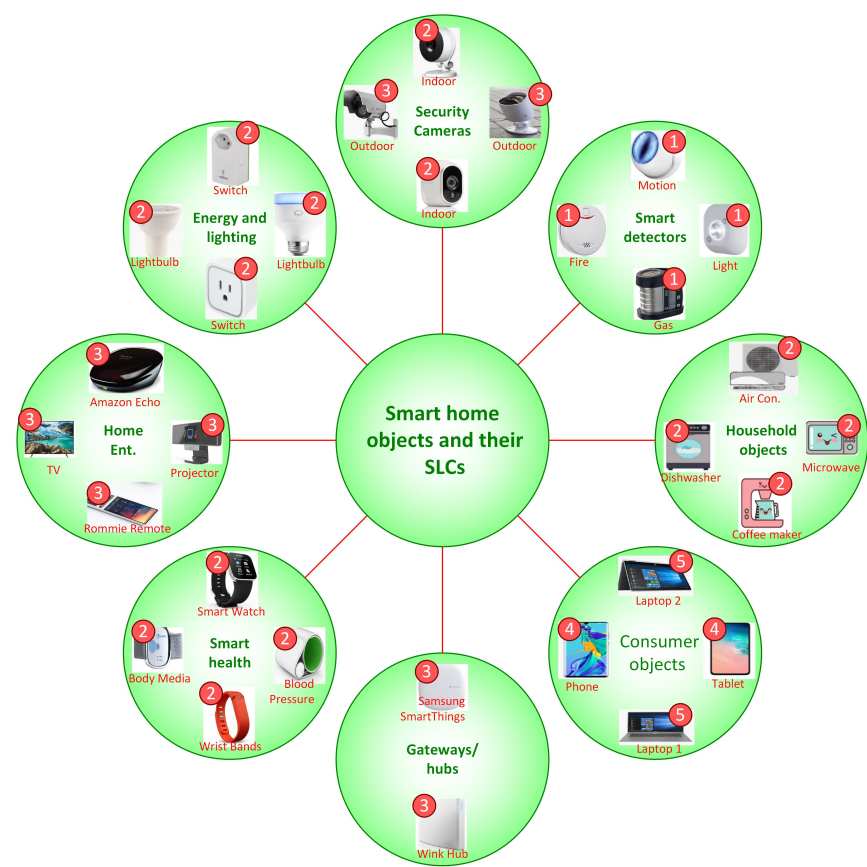 2
Indoor
3
3
Security
Cameras
Outdoor
Outdoor
2
Indoor
2
Switch
2
2
Energy and
lighting
Lightbulb
Lightbulb
2
Switch
1
Motion
1
1
Smart
detectors
Fire
Light
1
Gas
3
Amazon Echo
3
3
Home
Ent.
TV
Projector
3
Rommie Remote
Smart home
objects and their
SLCs
2
Air Con.
2
2
Household
objects
Dishwasher
Microwave
2
Coffee maker
2
Smart Watch
2
2
Smart
health
Body Media
Blood
Pressure
2
Wrist Bands
3
Samsung
SmartThings
Gateways/
hubs
3
Wink Hub
5
Laptop 2
4
4
Consumer
objects
Phone
Tablet
5
Laptop 1